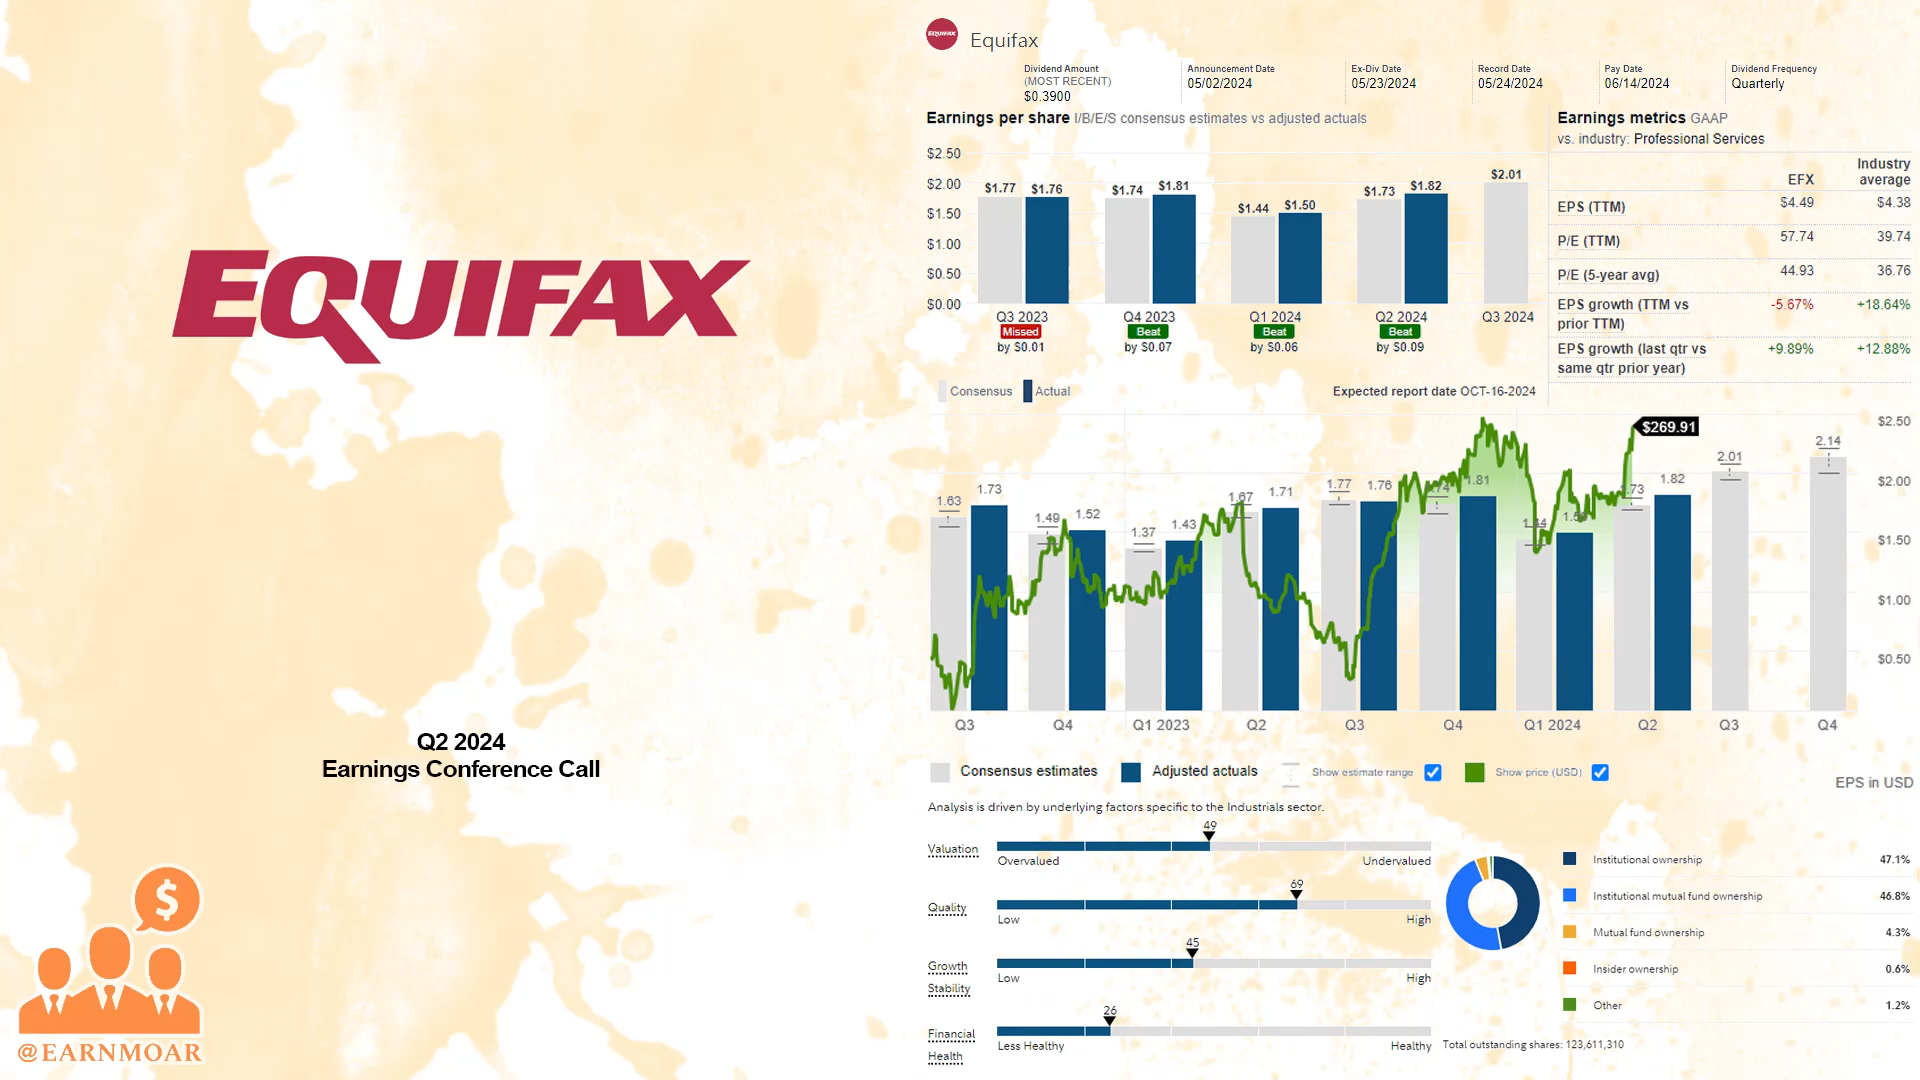 EQUIFAX
Q2 2024
Earnings Conference Call
$
@EARNMOAR
EQUIFAX
Equifax
Dividend Amount
(MOST RECENT)
$0.3900
Announcement Date
05/02/2024
Ex-Div Date
05/23/2024
Record Date
05/24/2024
Pay Date
06/14/2024
Dividend Frequency
Quarterly
Earnings per share I/B/E/S consensus estimates vs adjusted actuals
$2.50
$2.00
$1.50
$1.00
$0.50
$0.00
$1.77 $1.76
$1.74 $1.81
$1.44 $1.50
$1.73 $1.82
$2.01
Q3 2023
Missed
by $0.01
Q4 2023
Beat
by $0.07
Q1 2024
Beat
by $0.06
Q2 2024
Beat
by $0.09
Q3 2024
Consensus Actual
Expected report date OCT-16-2024
Earnings metrics GAAP
vs. industry: Professional Services
EFX Industry average
EPS (TTM) $4.49 $4.38
P/E (TTM) 57.74 39.74
P/E (5-year avg) 44.93 36.76
EPS growth (TTM vs prior TTM) -5.67% +18.64%
EPS growth (last qtr vs same qtr prior year) +9.89% +12.88%
$269.91
$2.50
$2.00
$1.50
$1.00
$0.50
1.63 1.73
1.49 1.52
1.37 1.43
1.67 1.71
1.77 1.76
1.81
1.44
1.73 1.82
2.01
2.14
Q3 Q4 Q1 2023 Q2 Q3 Q4 Q1 2024 Q2 Q3 Q4
Consensus estimates Adjusted actuals Show estimate range Show price (USD)
EPS in USD
Analysis is driven by underlying factors specific to the Industrials sector.
Valuation
49
Overvalued Undervalued
Quality
69
Low High
Growth Stability
45
Low High
Financial Health
26
Less Healthy Healthy
Institutional ownership 47.1%
Institutional mutual fund ownership 46.8%
Mutual fund ownership 4.3%
Insider ownership 0.6%
Other 1.2%
Total outstanding shares: 123,611,310